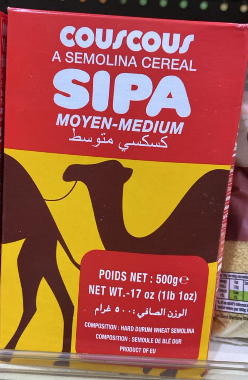 COUSCOUS
A SEMOLINA CEREAL
SIPA
MOYEN-MEDIUM
كسكسي متوسط
POIDS NET : 500g℮
NET WT.-17 oz (1lb 1oz)
الوزن الصافي: ٥٠٠ غرام
COMPOSITION : HARD DURUM WHEAT SEMOLINA
COMPOSITION : SEMOULE DE BLÉ DUR
PRODUCT OF EU